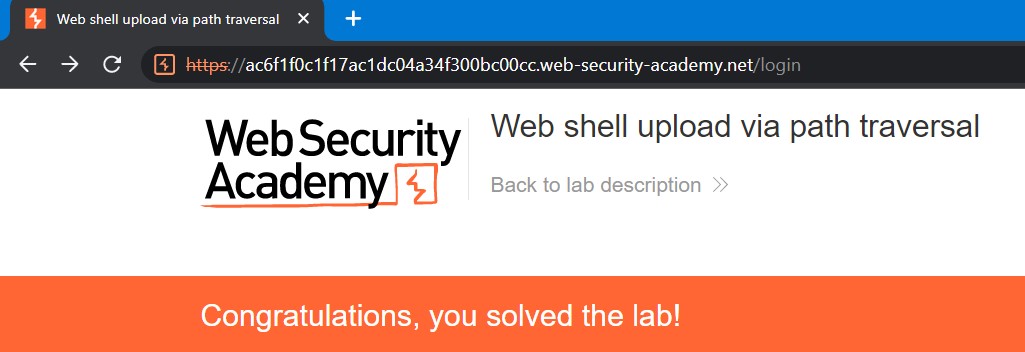 Web shell upload via path traversal
https://ac6f1f0c1f17ac1dc04a34f300bc00cc.web-security-academy.net/login
Web Security
Academy
Web shell upload via path traversal
Back to lab description
Congratulations, you solved the lab!